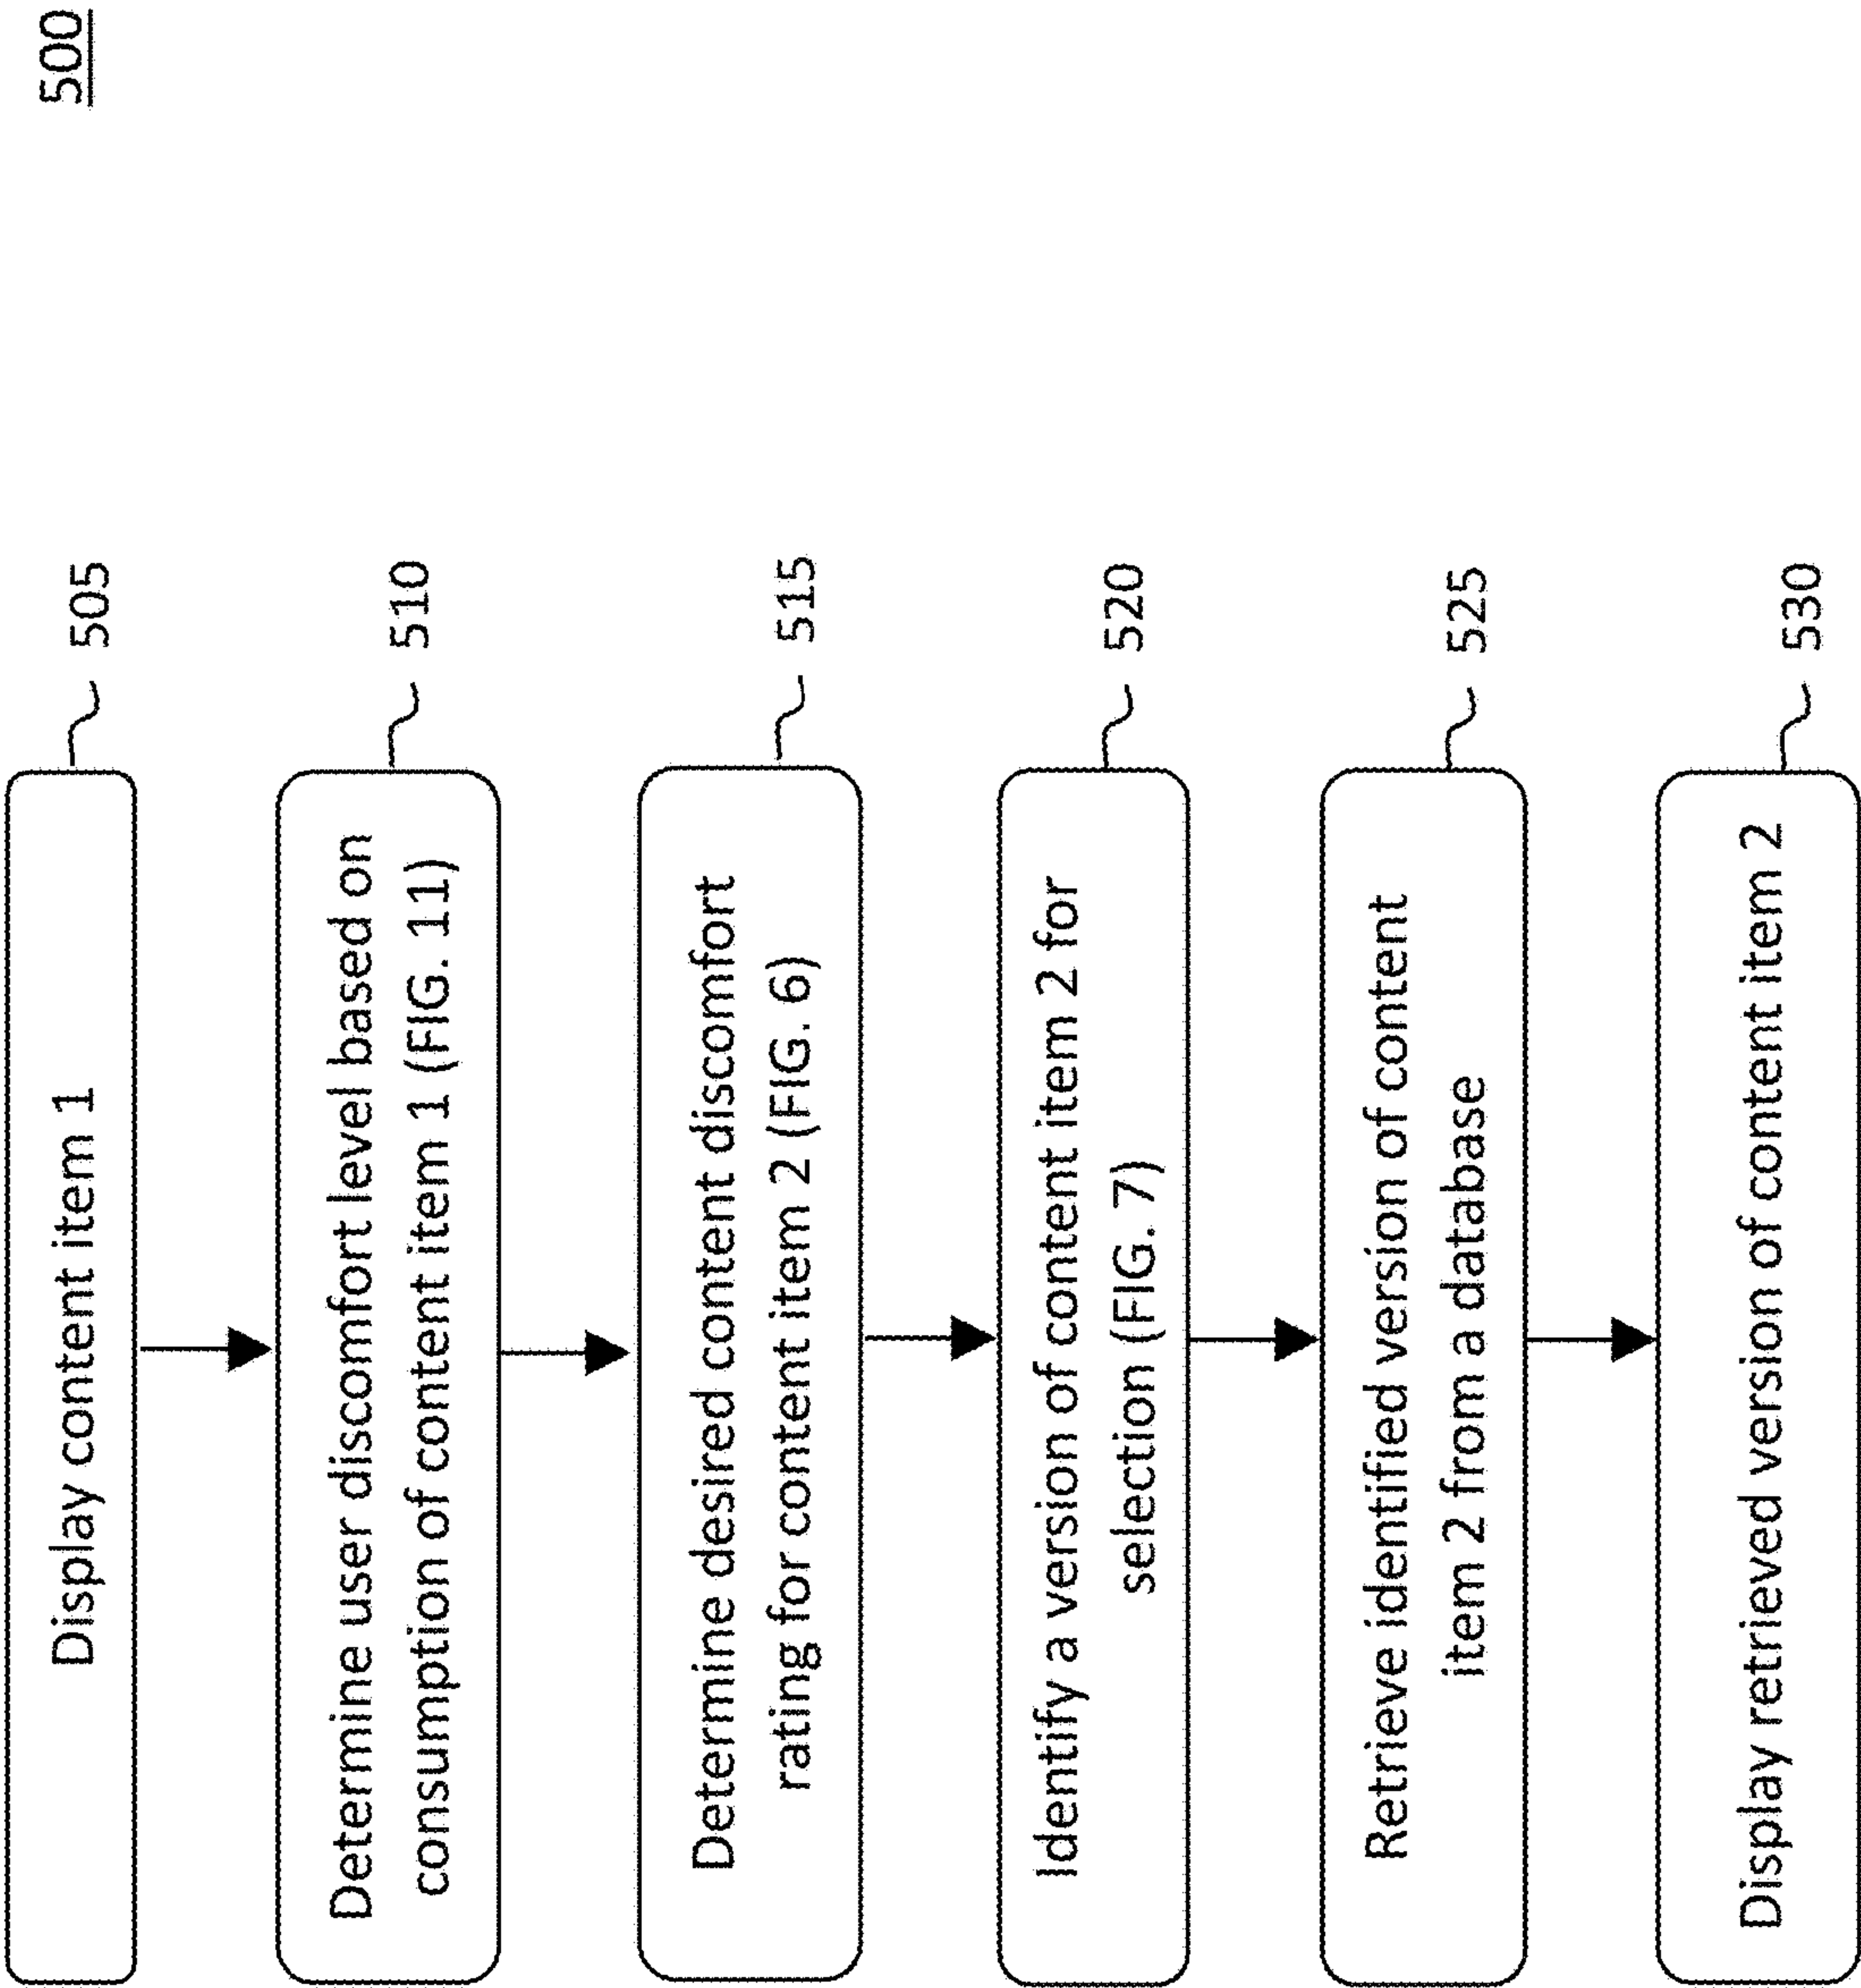 500
Display content item 1
505
Determine user discomfort level based on
consumption of content item 1 (FIG. 11)
510
Determine desired content discomfort
rating for content item 2 (FIG. 6)
515
Identify a version of content item 2 for
selection (FIG. 7)
520
Retrieve identified version of content
item 2 from a database
525
Display retrieved version of content item 2
530